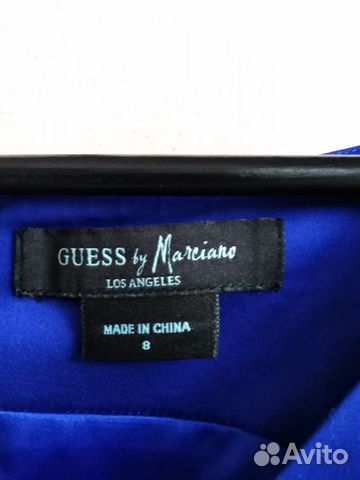 GUESS by Marciano
LOS ANGELES
MADE IN CHINA
8
Avito